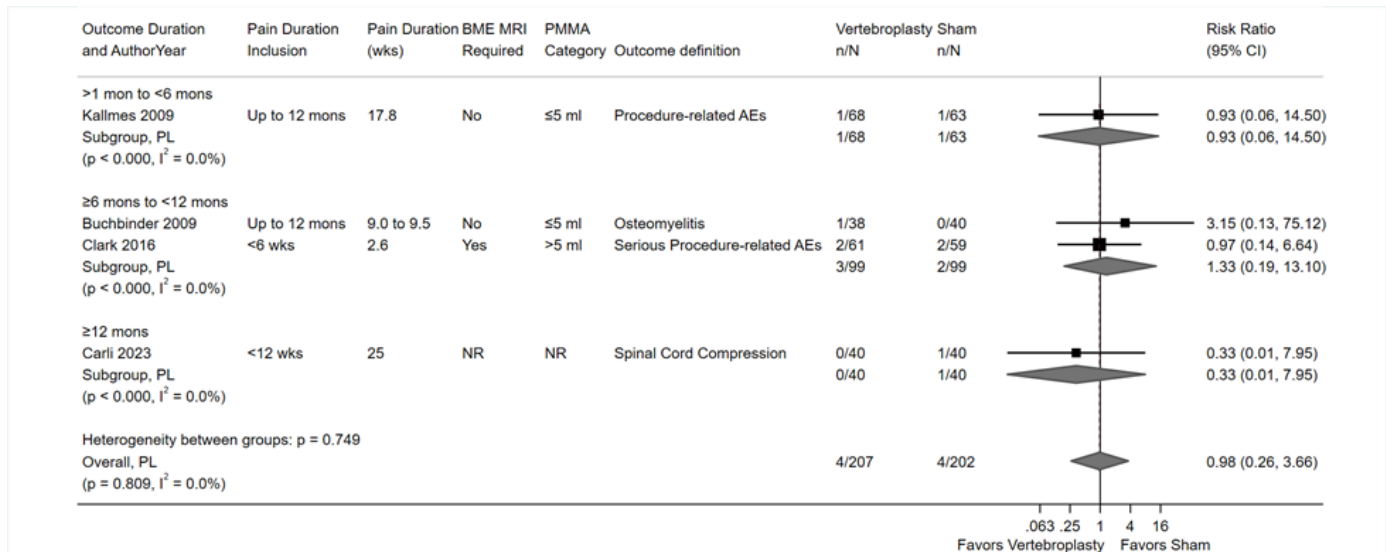 Outcome Duration Pain Duration Pain Duration BME MRI PMMA Vertebroplasty Sham Risk Ratio
and AuthorYear Inclusion (wks) Required Category Outcome definition n/N n/N (95% CI)
>1 mon to <6 mons
Kallmes 2009 Up to 12 mons 17.8 No ≤5 ml Procedure-related AEs 1/68 1/63 0.93 (0.06, 14.50)
Subgroup, PL 1/68 1/63 0.93 (0.06, 14.50)
(p < 0.000, I² = 0.0%)
≥6 mons to <12 mons
Buchbinder 2009 Up to 12 mons 9.0 to 9.5 No ≤5 ml Osteomyelitis 1/38 0/40 3.15 (0.13, 75.12)
Clark 2016 <6 wks 2.6 Yes >5 ml Serious Procedure-related AEs 2/61 2/59 0.97 (0.14, 6.64)
Subgroup, PL 3/99 2/99 1.33 (0.19, 13.10)
(p < 0.000, I² = 0.0%)
≥12 mons
Carli 2023 <12 wks 25 NR NR Spinal Cord Compression 0/40 1/40 0.33 (0.01, 7.95)
Subgroup, PL 0/40 1/40 0.33 (0.01, 7.95)
(p < 0.000, I² = 0.0%)
Heterogeneity between groups: p = 0.749
Overall, PL 4/207 4/202 0.98 (0.26, 3.66)
(p = 0.809, I² = 0.0%)
.063 .25 1 4 16
Favors Vertebroplasty Favors Sham